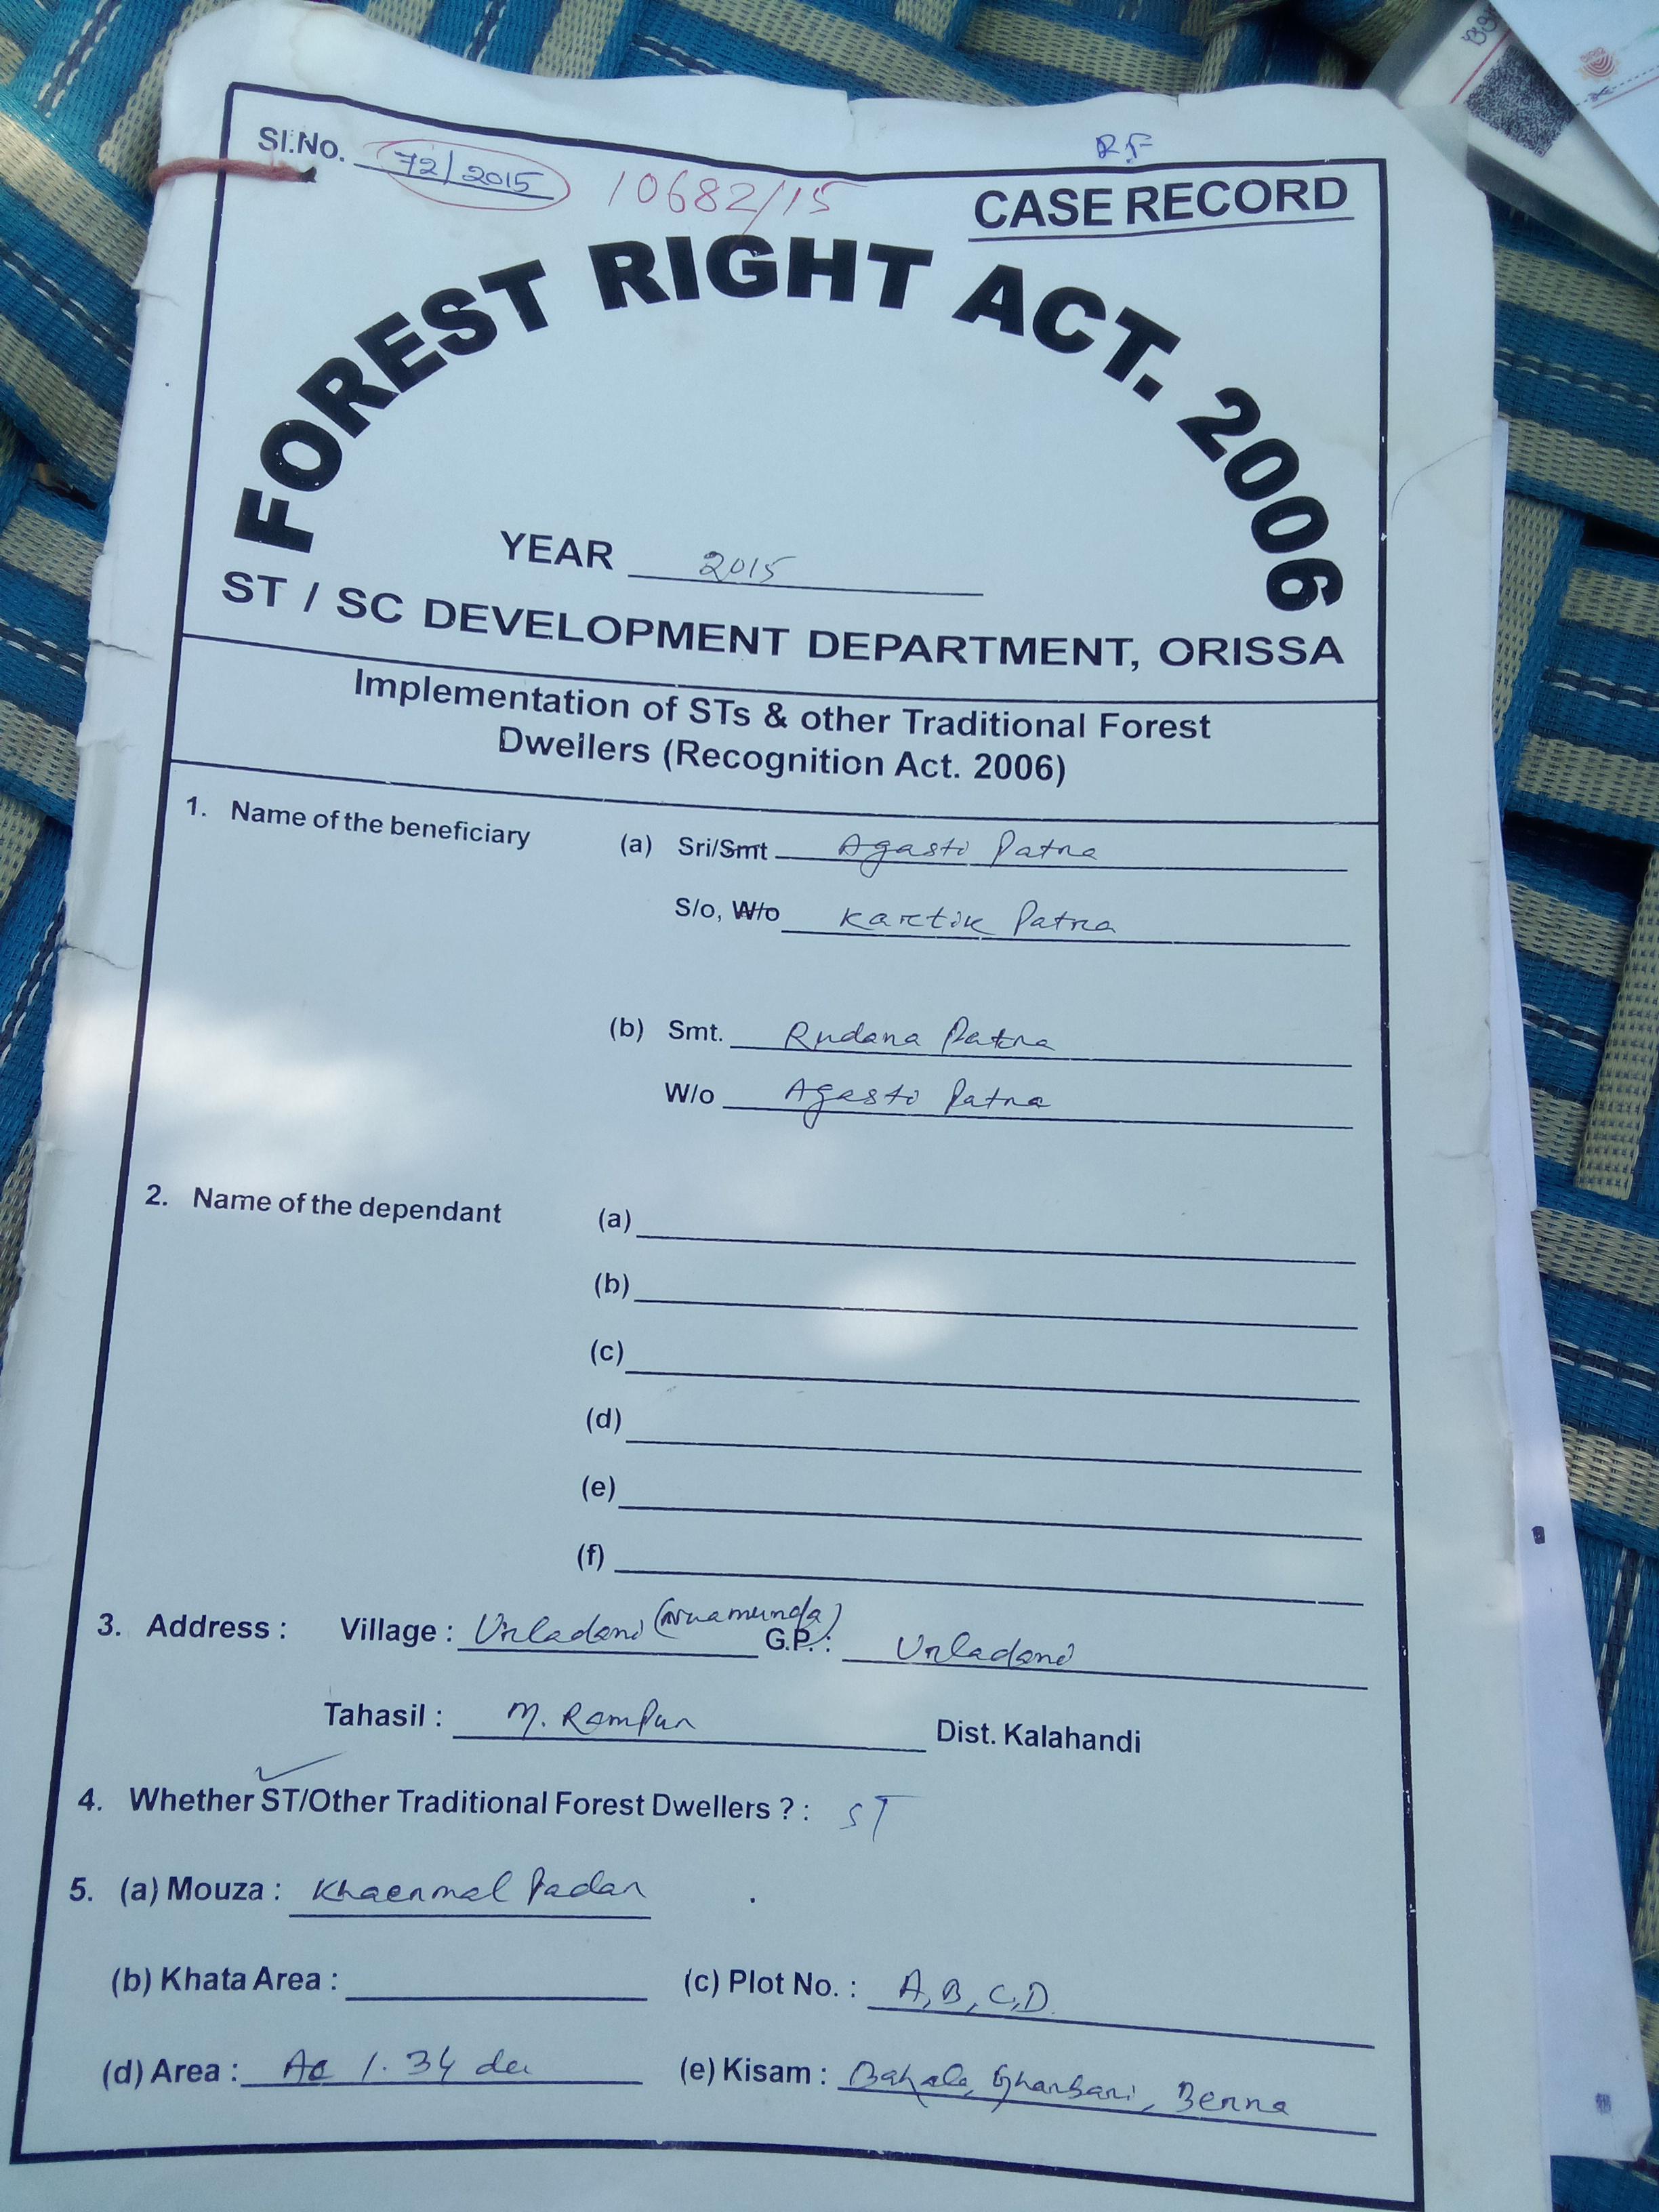 R.F
Sl.No. 72/2015 10682/15
CASE RECORD
FOREST RIGHT ACT. 2006
YEAR 2015
ST / SC DEVELOPMENT DEPARTMENT, ORISSA
Implementation of STs & other Traditional Forest
Dwellers (Recognition Act. 2006)
1. Name of the beneficiary (a) Sri/Smt Agasti Patra
S/o, W/o Kartik Patra
(b) Smt. Rudana Patra
W/o Agasti Patra
2. Name of the dependant (a)
(b)
(c)
(d)
(e)
(f)
3. Address : Village : Urladani G.P. : Urladani
Tahasil : M. Rampur Dist. Kalahandi
4. Whether ST/Other Traditional Forest Dwellers ? : ST
5. (a) Mouza : Padar
(b) Khata Area : (c) Plot No. : A, B, C, D.
(d) Area : Ac 1.34 de (e) Kisam : Bahala, Gharbari, Berna